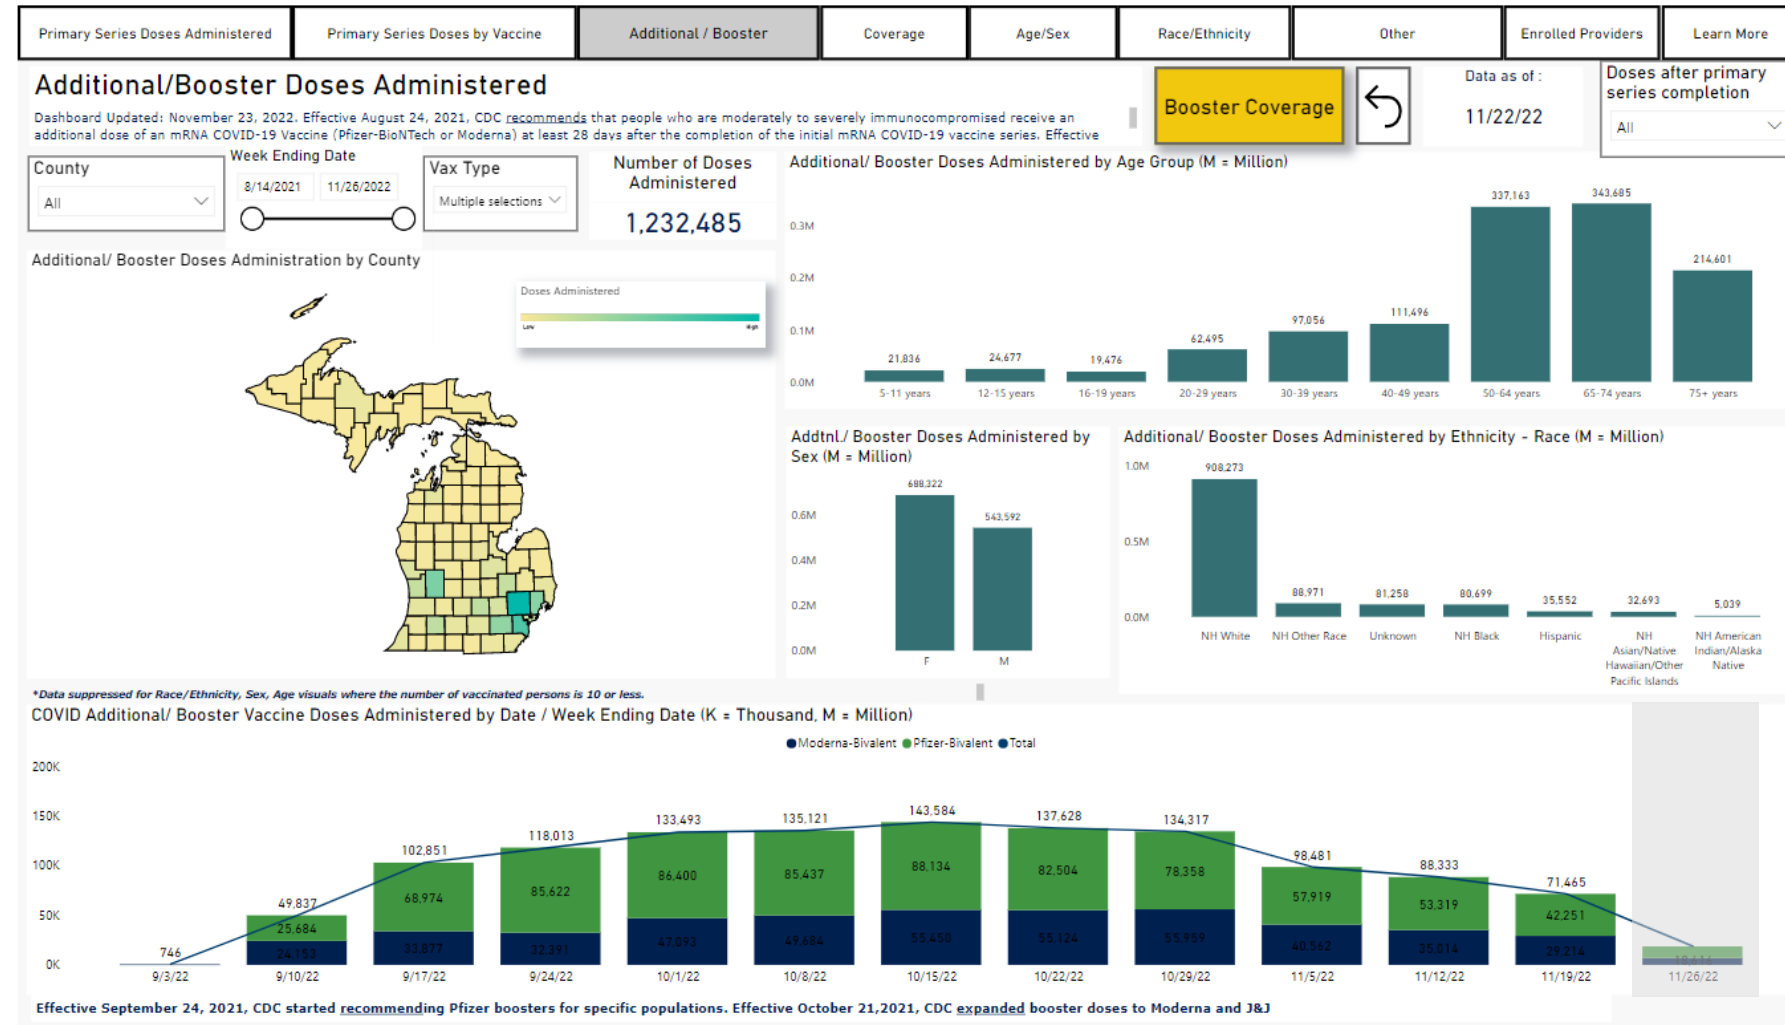 Primary Series Doses Administered
Primary Series Doses by Vaccine
Additional / Booster
Coverage
Age/Sex
Race/Ethnicity
Other
Enrolled Providers
Learn More
Additional/Booster Doses Administered
Dashboard Updated: November 23, 2022. Effective August 24, 2021, CDC recommends that people who are moderately to severely immunocompromised receive an
additional dose of an mRNA COVID-19 Vaccine (Pfizer-BioNTech or Moderna) at least 28 days after the completion of the initial mRNA COVID-19 vaccine series. Effective
Booster Coverage
Data as of :
11/22/22
Doses after primary
series completion
All
County
All
Week Ending Date
8/14/2021
11/26/2022
Vax Type
Multiple selections
Number of Doses
Administered
1,232,485
Additional/ Booster Doses Administration by County
Doses Administered
Low
High
Additional/ Booster Doses Administered by Age Group (M = Million)
0.3M
0.2M
0.1M
0.0M
21,836
24,677
19,476
62,495
97,056
111,496
337,163
343,685
214,601
5-11 years
12-15 years
16-19 years
20-29 years
30-39 years
40-49 years
50-64 years
65-74 years
75+ years
Addtnl./ Booster Doses Administered by
Sex (M = Million)
0.6M
0.4M
0.2M
0.0M
688,322
543,592
F
M
Additional/ Booster Doses Administered by Ethnicity - Race (M = Million)
1.0M
0.5M
0.0M
908,273
88,971
81,258
80,699
35,552
32,693
5,039
NH White
NH Other Race
Unknown
NH Black
Hispanic
NH
Asian/Native
Hawaiian/Other
Pacific Islands
NH American
Indian/Alaska
Native
*Data suppressed for Race/Ethnicity, Sex, Age visuals where the number of vaccinated persons is 10 or less.
COVID Additional/ Booster Vaccine Doses Administered by Date / Week Ending Date (K = Thousand, M = Million)
Moderna-Bivalent
Pfizer-Bivalent
Total
200K
150K
100K
50K
0K
746
49,837
102,851
118,013
133,493
135,121
143,584
137,628
134,317
98,481
88,333
71,465
25,684
68,974
85,622
86,400
85,437
88,134
82,504
78,358
57,919
53,319
42,251
24,153
33,877
32,391
47,093
49,684
55,450
55,124
55,959
40,562
35,014
29,214
9/3/22
9/10/22
9/17/22
9/24/22
10/1/22
10/8/22
10/15/22
10/22/22
10/29/22
11/5/22
11/12/22
11/19/22
11/26/22
Effective September 24, 2021, CDC started recommending Pfizer boosters for specific populations. Effective October 21,2021, CDC expanded booster doses to Moderna and J&J